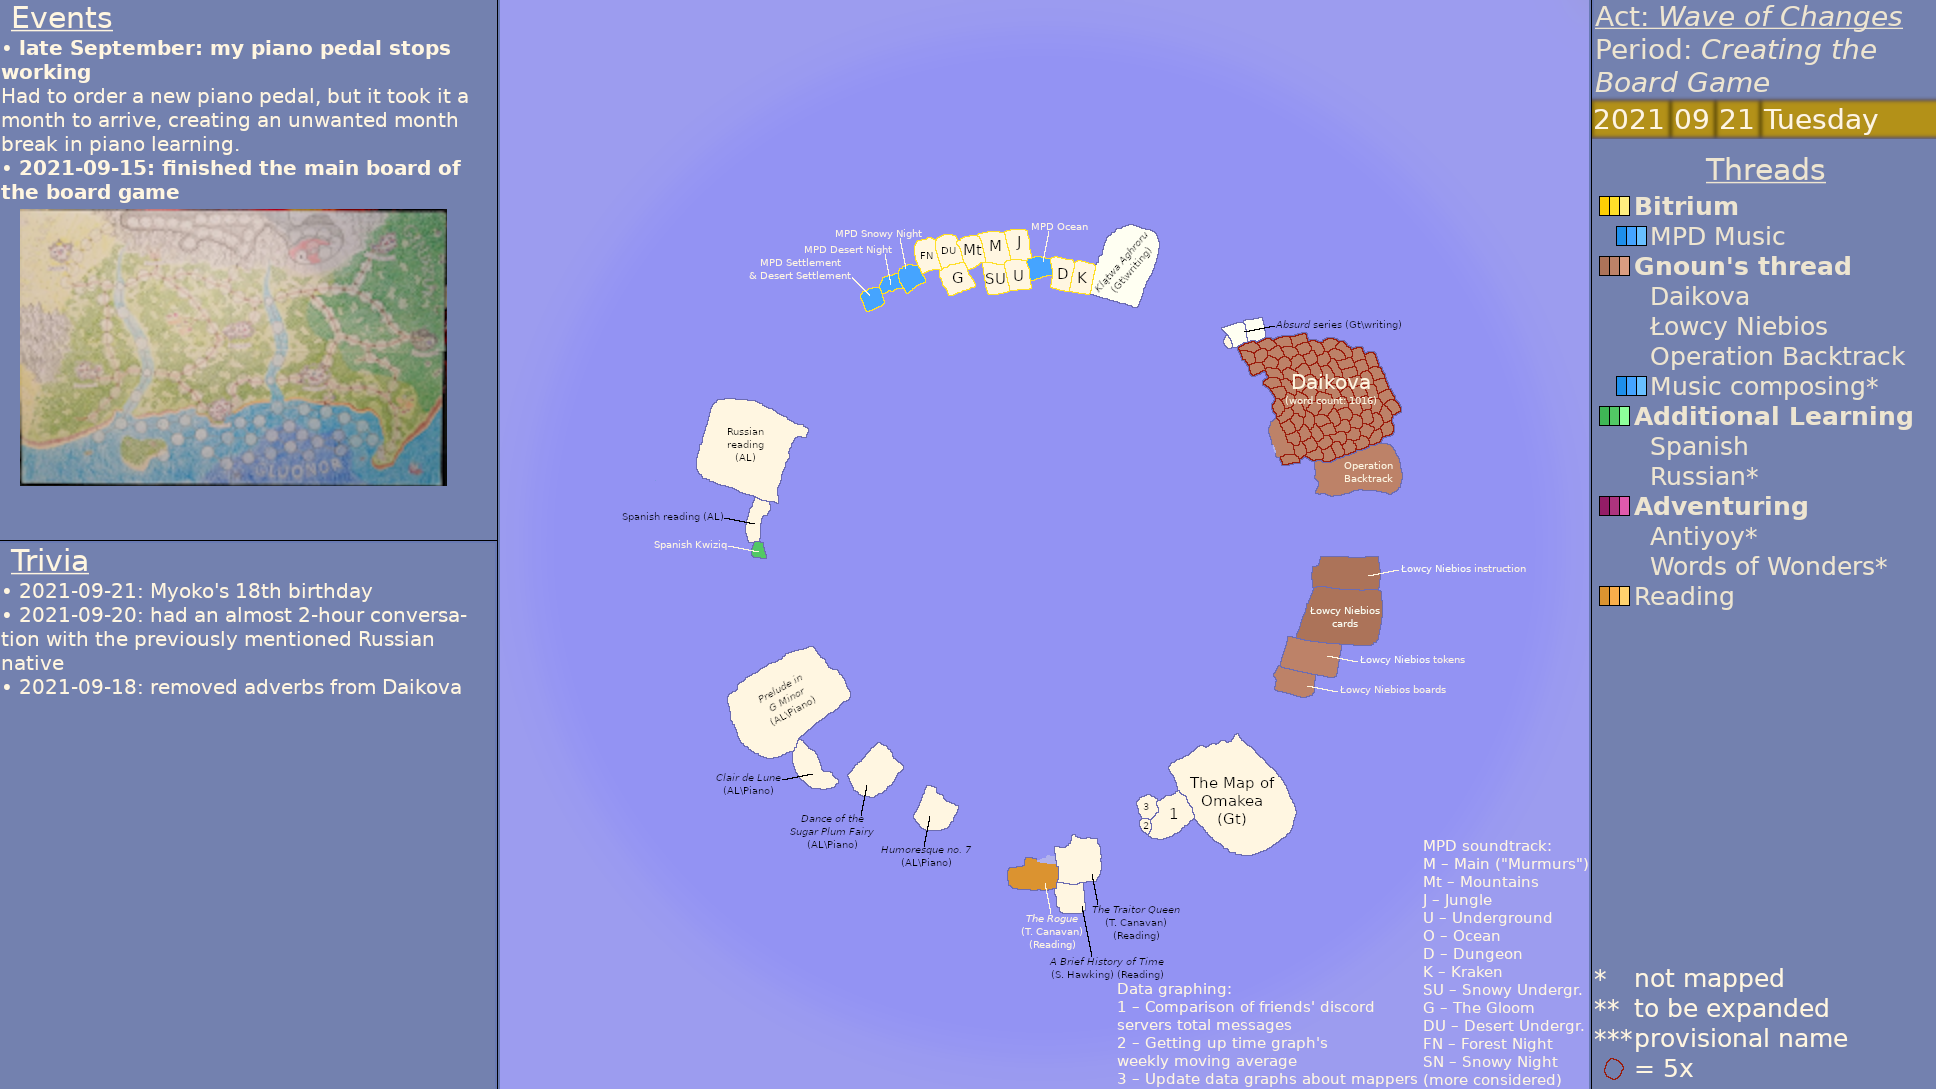 Events
• late September: my piano pedal stops
working
Had to order a new piano pedal, but it took it a
month to arrive, creating an unwanted month
break in piano learning.
• 2021-09-15: finished the main board of
the board game
Trivia
• 2021-09-21: Myoko's 18th birthday
• 2021-09-20: had an almost 2-hour conversa-
tion with the previously mentioned Russian
native
• 2021-09-18: removed adverbs from Daikova
MPD Snowy Night
MPD Desert Night
MPD Settlement
& Desert Settlement
MPD Ocean
FN
DU
Mt
M
J
G
SU
U
D
K
Klątwa Aghroru
(Gt\writing)
Absurd series (Gt\writing)
Daikova
(word count: 1016)
Operation
Backtrack
Russian
reading
(AL)
Spanish reading (AL)
Spanish Kwiziq
Łowcy Niebios instruction
Łowcy Niebios
cards
Łowcy Niebios tokens
Łowcy Niebios boards
Prelude in
G Minor
(AL\Piano)
Clair de Lune
(AL\Piano)
Dance of the
Sugar Plum Fairy
(AL\Piano)
Humoresque no. 7
(AL\Piano)
The Map of
Omakea
(Gt)
3
2
1
The Rogue
(T. Canavan)
(Reading)
The Traitor Queen
(T. Canavan)
(Reading)
A Brief History of Time
(S. Hawking) (Reading)
Data graphing:
1 – Comparison of friends' discord
servers total messages
2 – Getting up time graph's
weekly moving average
3 – Update data graphs about mappers
MPD soundtrack:
M – Main ("Murmurs")
Mt – Mountains
J – Jungle
U – Underground
O – Ocean
D – Dungeon
K – Kraken
SU – Snowy Undergr.
G – The Gloom
DU – Desert Undergr.
FN – Forest Night
SN – Snowy Night
(more considered)
Act: Wave of Changes
Period: Creating the
Board Game
2021 09 21 Tuesday
Threads
Bitrium
MPD Music
Gnoun's thread
Daikova
Łowcy Niebios
Operation Backtrack
Music composing*
Additional Learning
Spanish
Russian*
Adventuring
Antiyoy*
Words of Wonders*
Reading
* not mapped
** to be expanded
*** provisional name
= 5x